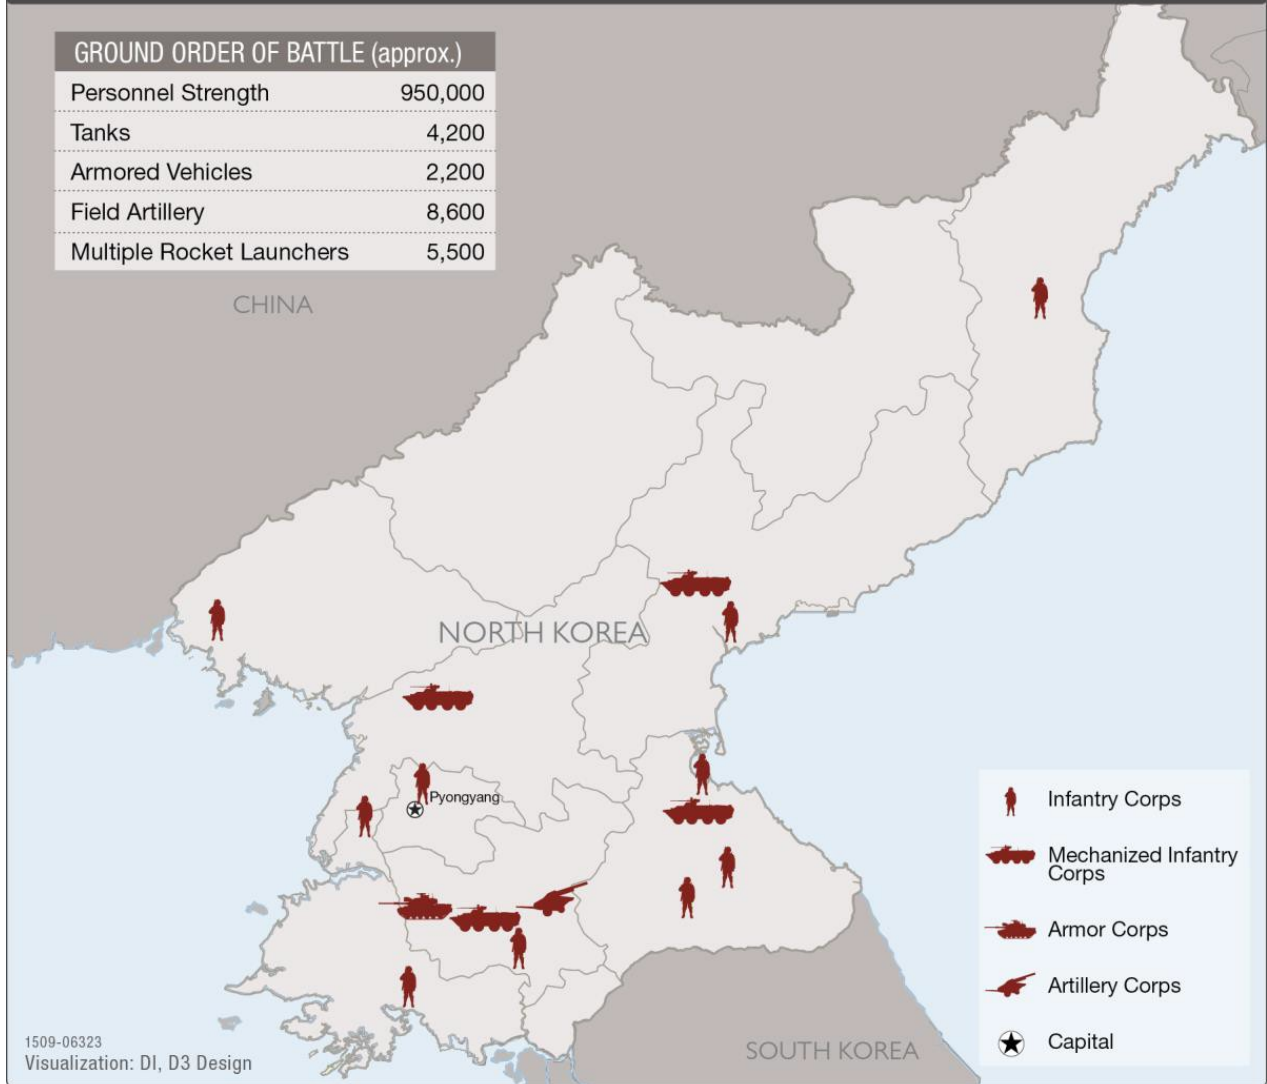 GROUND ORDER OF BATTLE (approx.)
Personnel Strength 950,000
Tanks 4,200
Armored Vehicles 2,200
Field Artillery 8,600
Multiple Rocket Launchers 5,500
CHINA
NORTH KOREA
Pyongyang
Infantry Corps
Mechanized Infantry
Corps
Armor Corps
Artillery Corps
Capital
1509-06323
Visualization: DI, D3 Design
SOUTH KOREA